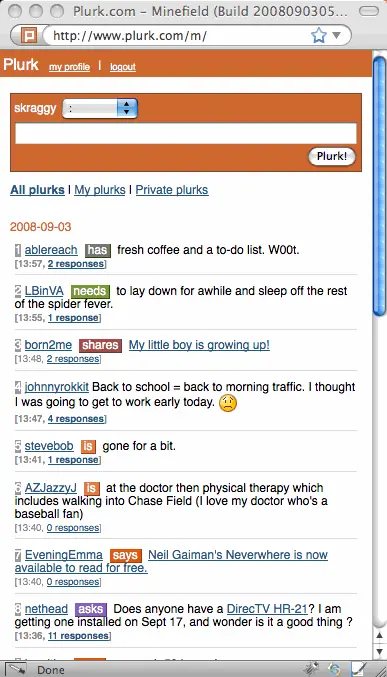 Plurk.com – Minefield (Build 2008090305...
http://www.plurk.com/m/
Plurk my profile | logout
skraggy :
Plurk!
All plurks | My plurks | Private plurks
2008-09-03
1 ablereach has fresh coffee and a to-do list. W00t.
[13:57, 2 responses]
2 LBinVA needs to lay down for awhile and sleep off the rest
of the spider fever.
[13:55, 1 response]
3 born2me shares My little boy is growing up!
[13:48, 2 responses]
4 johnnyrokkit Back to school = back to morning traffic. I thought
I was going to get to work early today.
[13:47, 4 responses]
5 stevebob is gone for a bit.
[13:41, 1 response]
6 AZJazzyJ is at the doctor then physical therapy which
includes walking into Chase Field (I love my doctor who's a
baseball fan)
[13:40, 0 responses]
7 EveningEmma says Neil Gaiman's Neverwhere is now
available to read for free.
[13:40, 0 responses]
8 nethead asks Does anyone have a DirecTV HR-21? I am
getting one installed on Sept 17, and wonder is it a good thing ?
[13:36, 11 responses]
Done